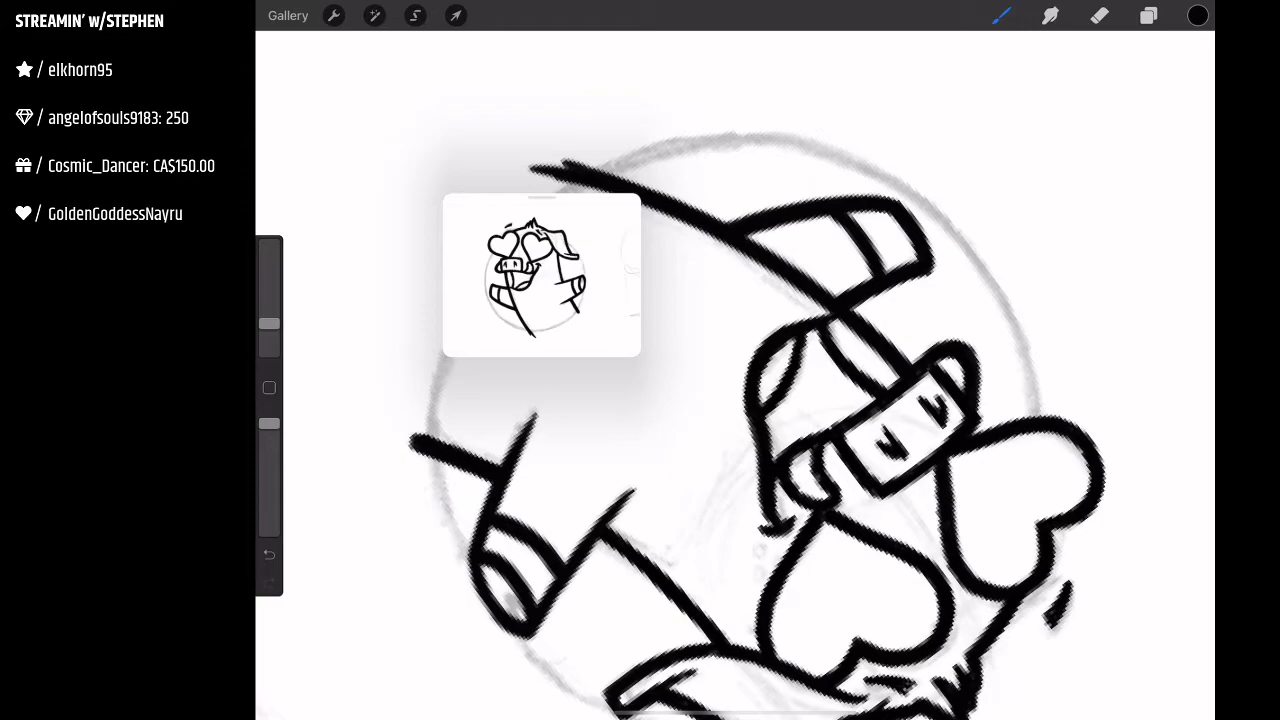 STREAMIN' w/STEPHEN
/ elkhorn95
/ angelofsouls9183: 250
/ Cosmic_Dancer: CA$150.00
/ GoldenGoddessNayru
Gallery